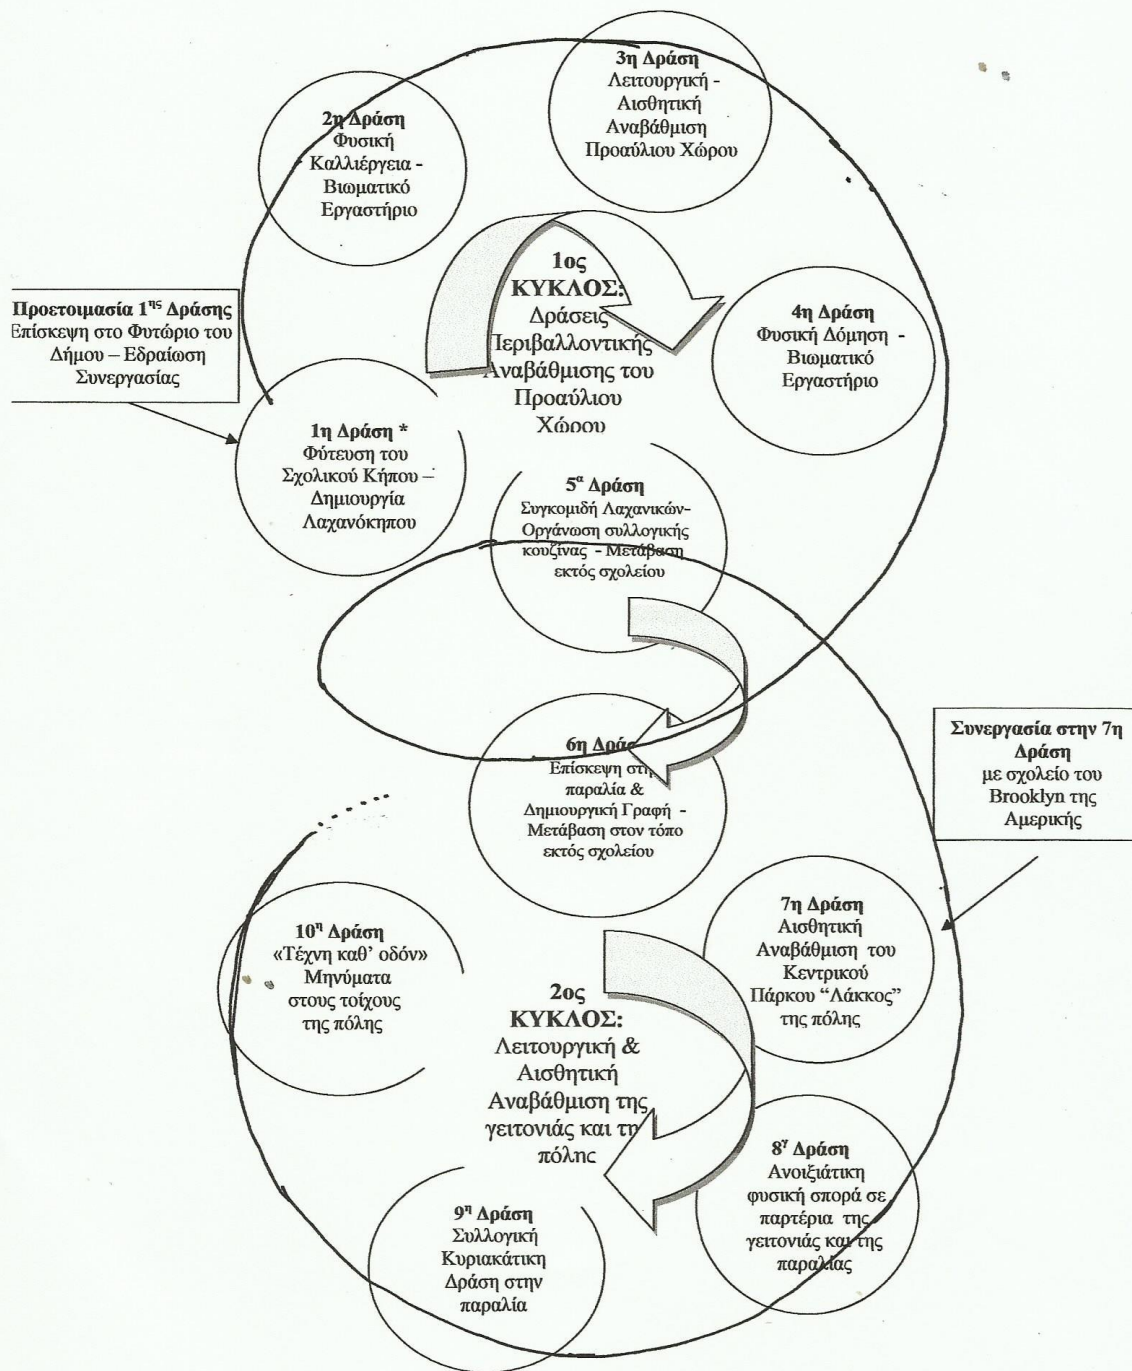 3η Δράση
Λειτουργική -
Αισθητική
Αναβάθμιση
Προαύλιου Χώρου
2η Δράση
Φυσική
Καλλιέργεια -
Βιωματικό
Εργαστήριο
1ος
ΚΥΚΛΟΣ:
Δράσεις
Περιβαλλοντικής
Αναβάθμισης του
Προαύλιου
Χώρου
4η Δράση
Φυσική Δόμηση -
Βιωματικό
Εργαστήριο
Προετοιμασία 1ης Δράσης
Επίσκεψη στο Φυτώριο του
Δήμου – Εδραίωση
Συνεργασίας
1η Δράση *
Φύτευση του
Σχολικού Κήπου –
Δημιουργία
Λαχανόκηπου
5α Δράση
Συγκομιδή Λαχανικών-
Οργάνωση συλλογικής
κουζίνας - Μετάβαση
εκτός σχολείου
6η Δράσ
Επίσκεψη στη
παραλία &
Δημιουργική Γραφή -
Μετάβαση στον τόπο
εκτός σχολείου
Συνεργασία στην 7η
Δράση
με σχολείο του
Brooklyn της
Αμερικής
7η Δράση
Αισθητική
Αναβάθμιση του
Κεντρικού
Πάρκου “Λάκκος”
της πόλης
10η Δράση
«Τέχνη καθ’ οδόν»
Μηνύματα
στους τοίχους
της πόλης
2ος
ΚΥΚΛΟΣ:
Λειτουργική &
Αισθητική
Αναβάθμιση της
γειτονιάς και τη
πόλης
8γ Δράση
Ανοιξιάτικη
φυσική σπορά σε
παρτέρια της
γειτονιάς και της
παραλίας
9η Δράση
Συλλογική
Κυριακάτικη
Δράση στην
παραλία